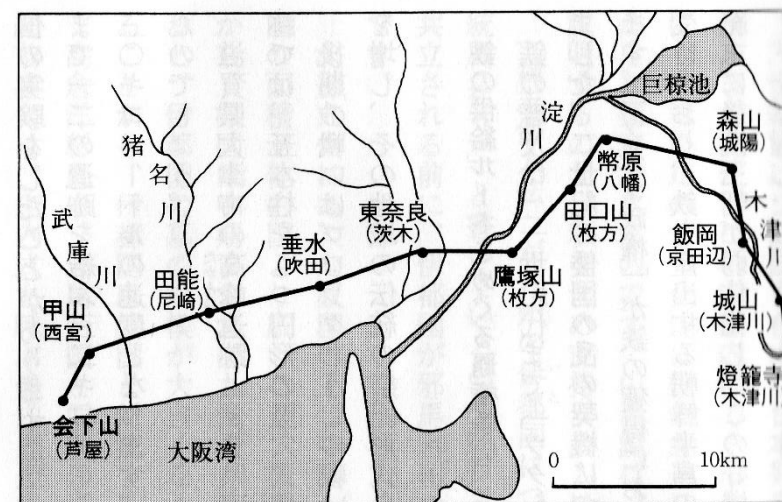 巨椋池
淀川
森山
(城陽)
幣原
(八幡)
猪名川
木津川
田口山
(枚方)
東奈良
(茨木)
武庫川
垂水
(吹田)
飯岡
(京田辺)
田能
(尼崎)
鷹塚山
(枚方)
甲山
(西宮)
城山
(木津川)
燈籠寺
(木津川)
会下山
(芦屋)
大阪湾
0 10km